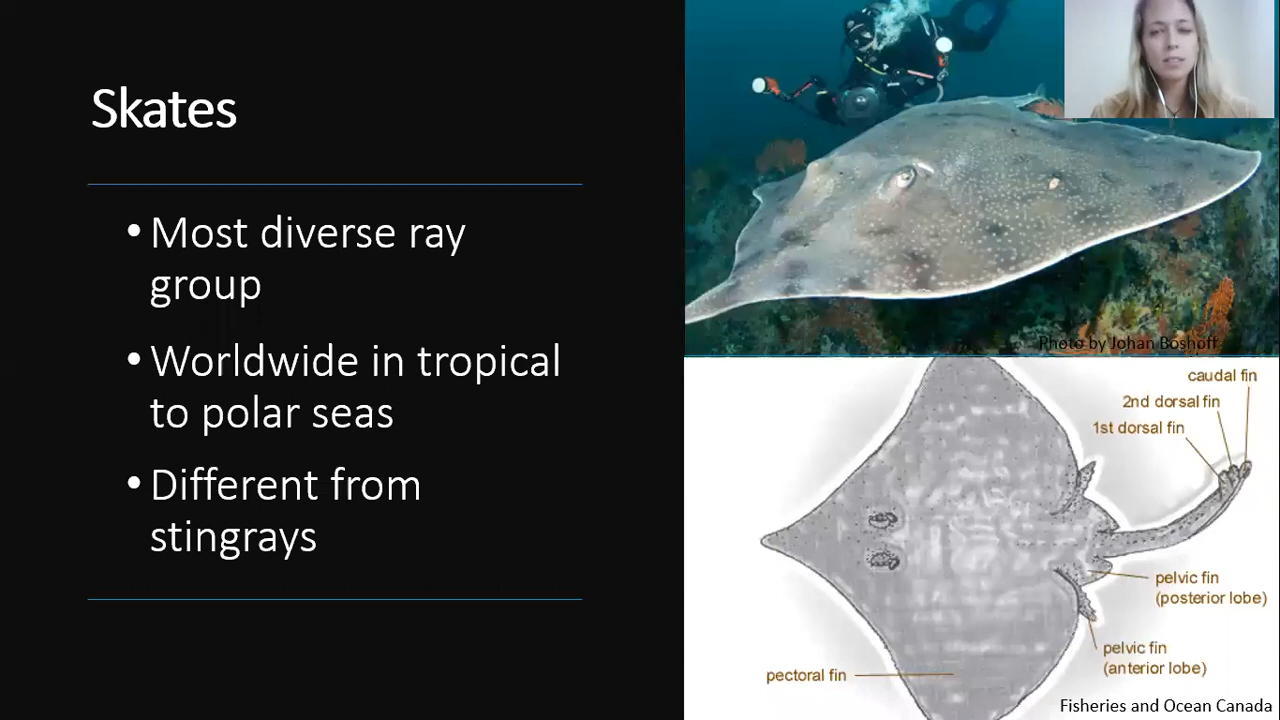 Skates
• Most diverse ray
group
• Worldwide in tropical
to polar seas
• Different from
stingrays
Photo by Johan Boshoff
caudal fin
2nd dorsal fin
1st dorsal fin
pelvic fin
(posterior lobe)
pelvic fin
(anterior lobe)
pectoral fin
Fisheries and Ocean Canada